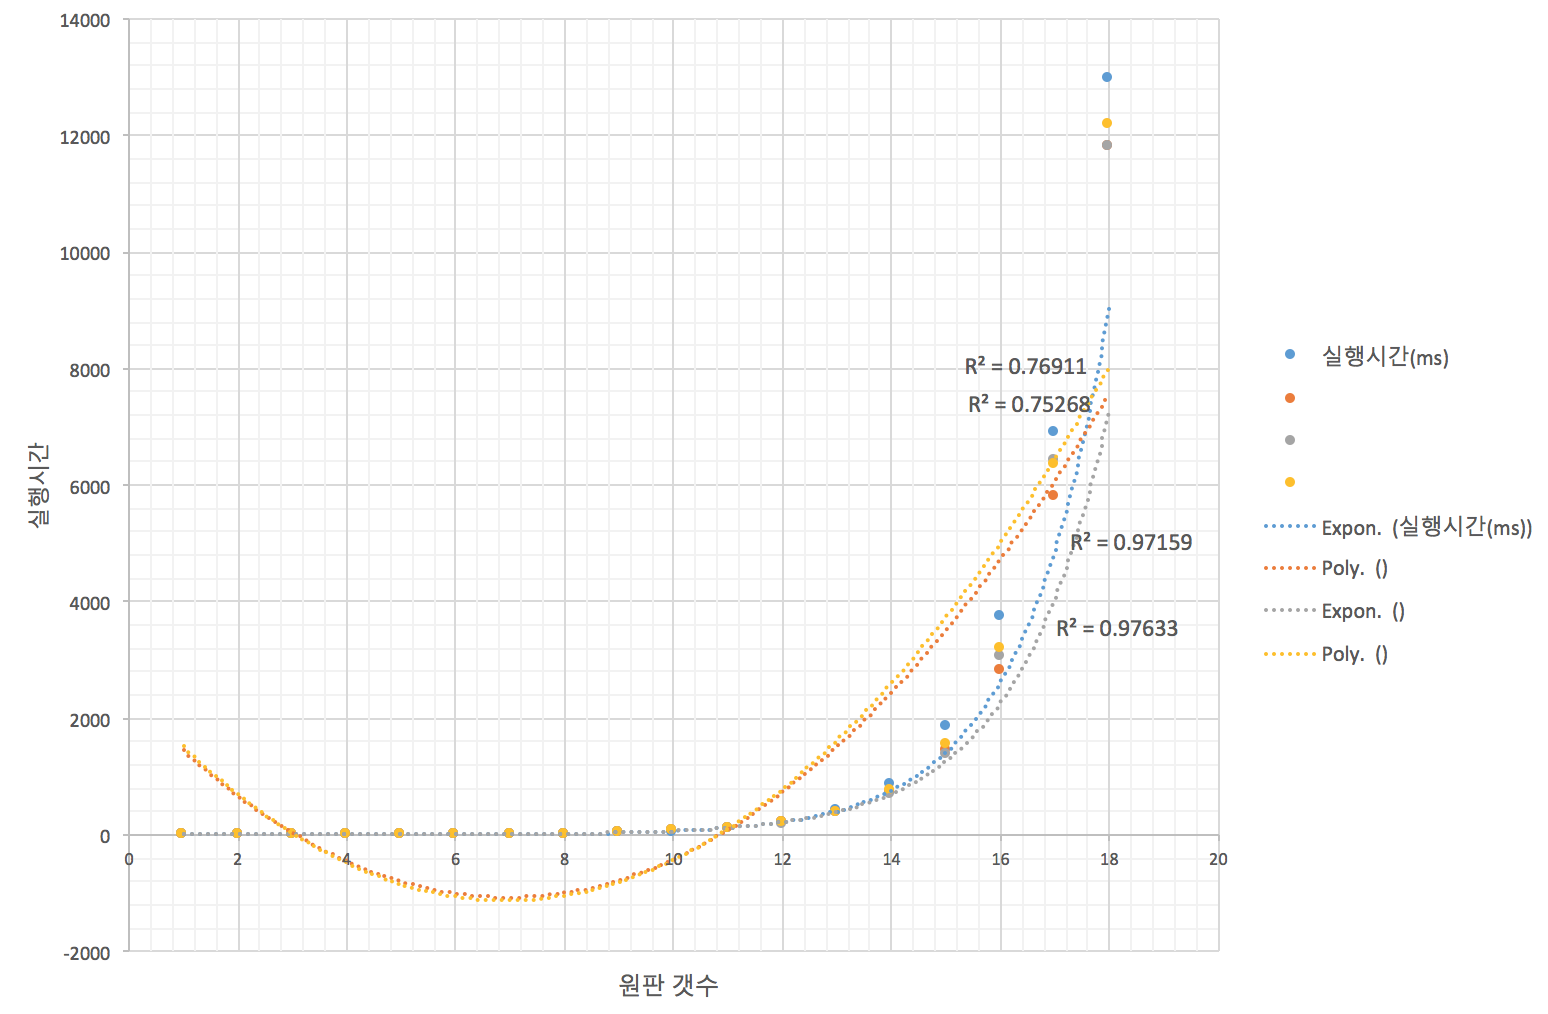 14000
12000
10000
8000
6000
4000
2000
0
-2000
0 2 4 6 8 10 12 14 16 18 20
실행시간
원판 갯수
R² = 0.76911
R² = 0.75268
R² = 0.97159
R² = 0.97633
실행시간(ms)
Expon. (실행시간(ms))
Poly. ()
Expon. ()
Poly. ()